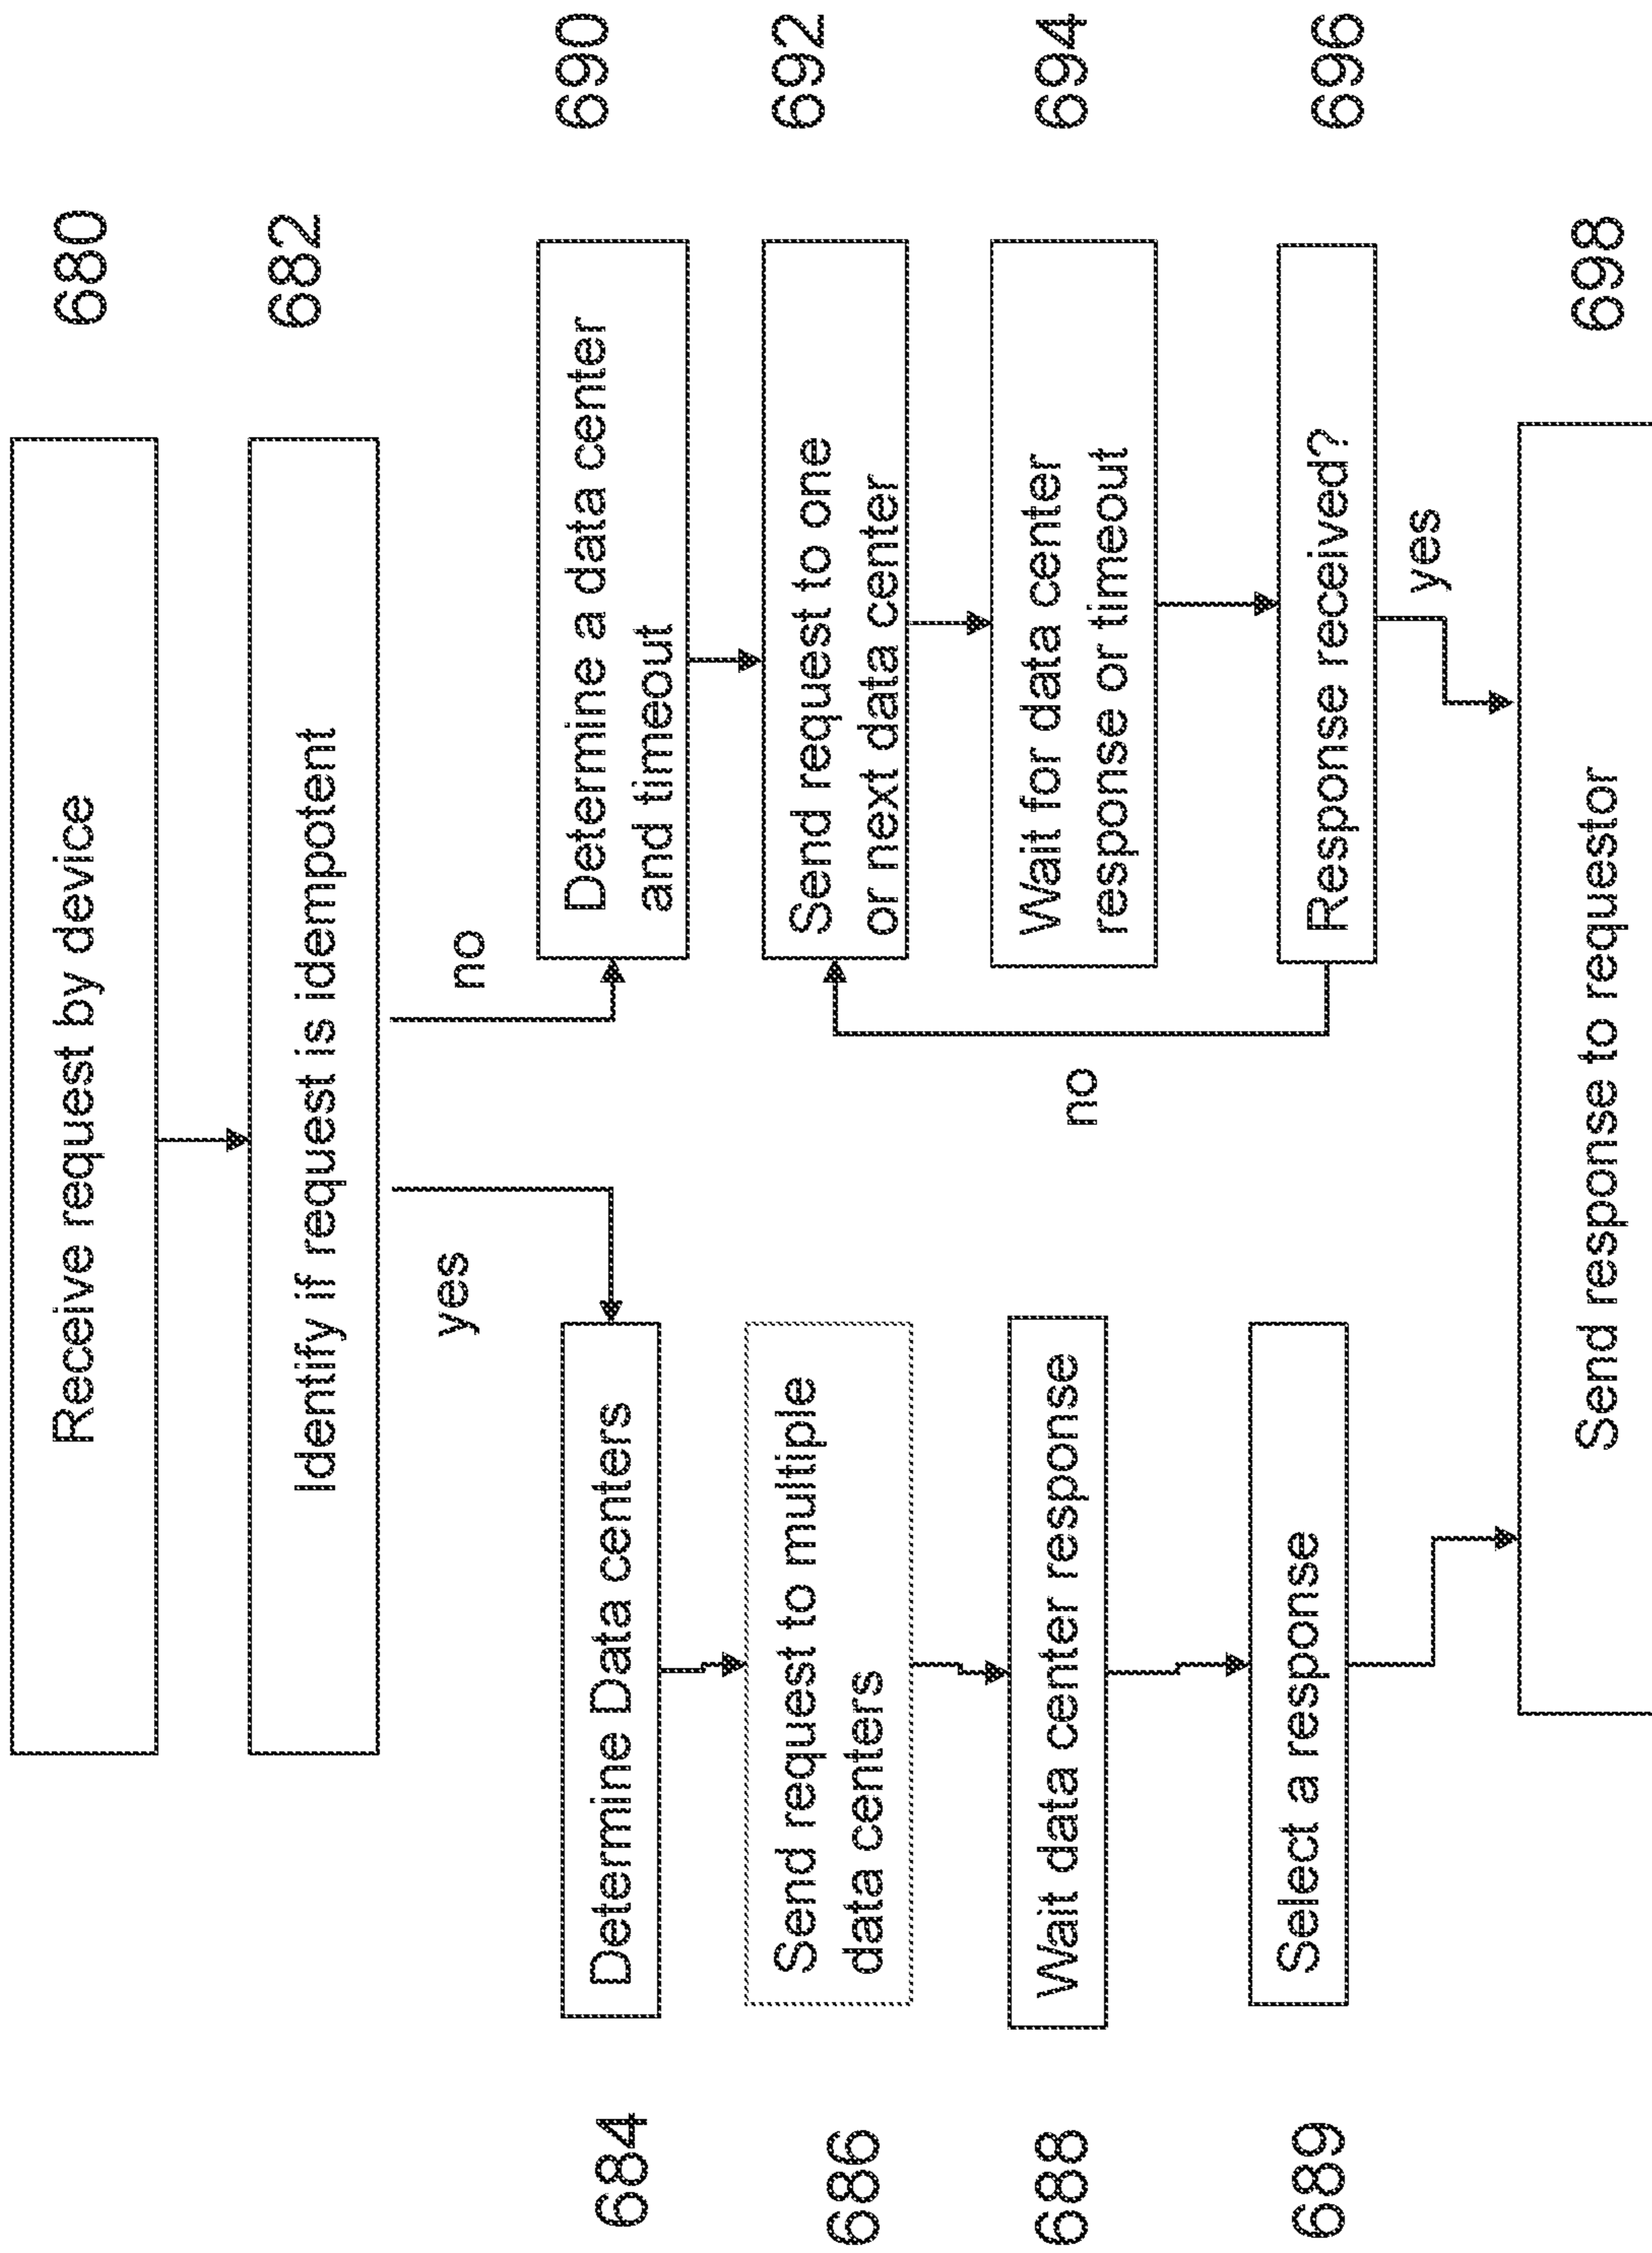 Receive request by device
680
Identify if request is idempotent
682
yes
no
684
Determine Data centers
Determine a data center
and timeout
690
686
Send request to multiple
data centers
Send request to one
or next data center
692
688
Wait data center response
no
Wait for data center
response or timeout
694
689
Select a response
Response received?
696
yes
Send response to requestor
698